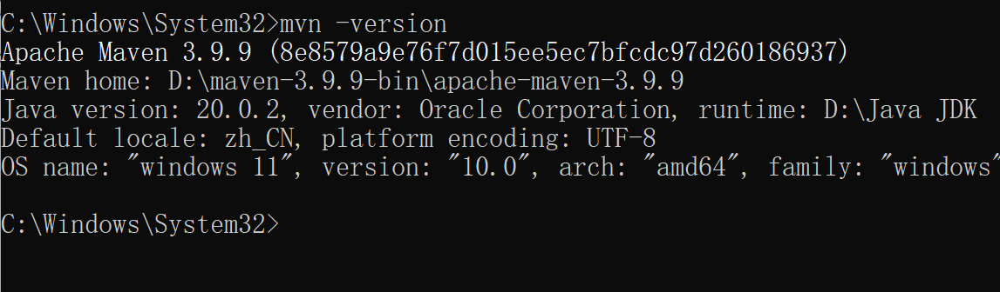 C:\Windows\System32>mvn -version
Apache Maven 3.9.9 (8e8579a9e76f7d015ee5ec7bfcdc97d260186937)
Maven home: D:\maven-3.9.9-bin\apache-maven-3.9.9
Java version: 20.0.2, vendor: Oracle Corporation, runtime: D:\Java JDK
Default locale: zh_CN, platform encoding: UTF-8
OS name: "windows 11", version: "10.0", arch: "amd64", family: "windows"
C:\Windows\System32>